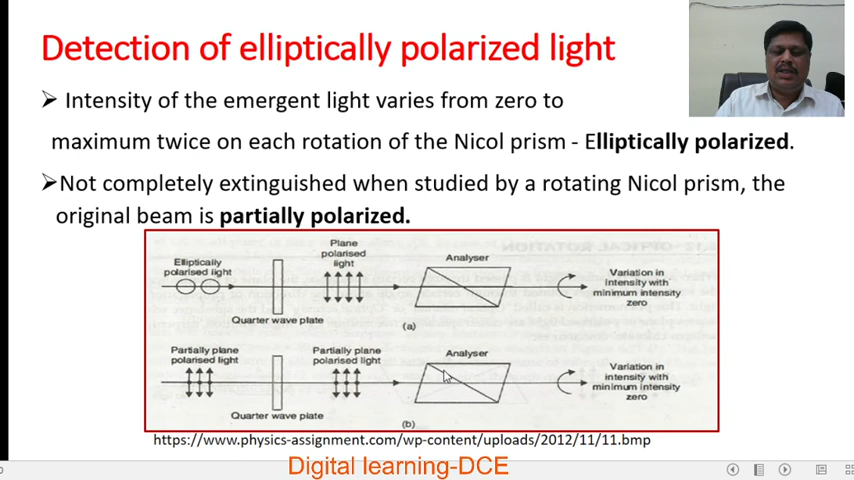 Detection of elliptically polarized light
➢ Intensity of the emergent light varies from zero to
maximum twice on each rotation of the Nicol prism - Elliptically polarized.
➢Not completely extinguished when studied by a rotating Nicol prism, the
original beam is partially polarized.
Elliptically
polarised light
Plane
polarised
light
Analyser
Variation in
Intensity with
minimum intensity
zero
Quarter wave plate
(a)
Partially plane
polarised light
Partially plane
polarised light
Analyser
Variation in
intensity with
minimum intensity
zero
Quarter wave plate
(b)
https://www.physics-assignment.com/wp-content/uploads/2012/11/11.bmp
Digital learning-DCE